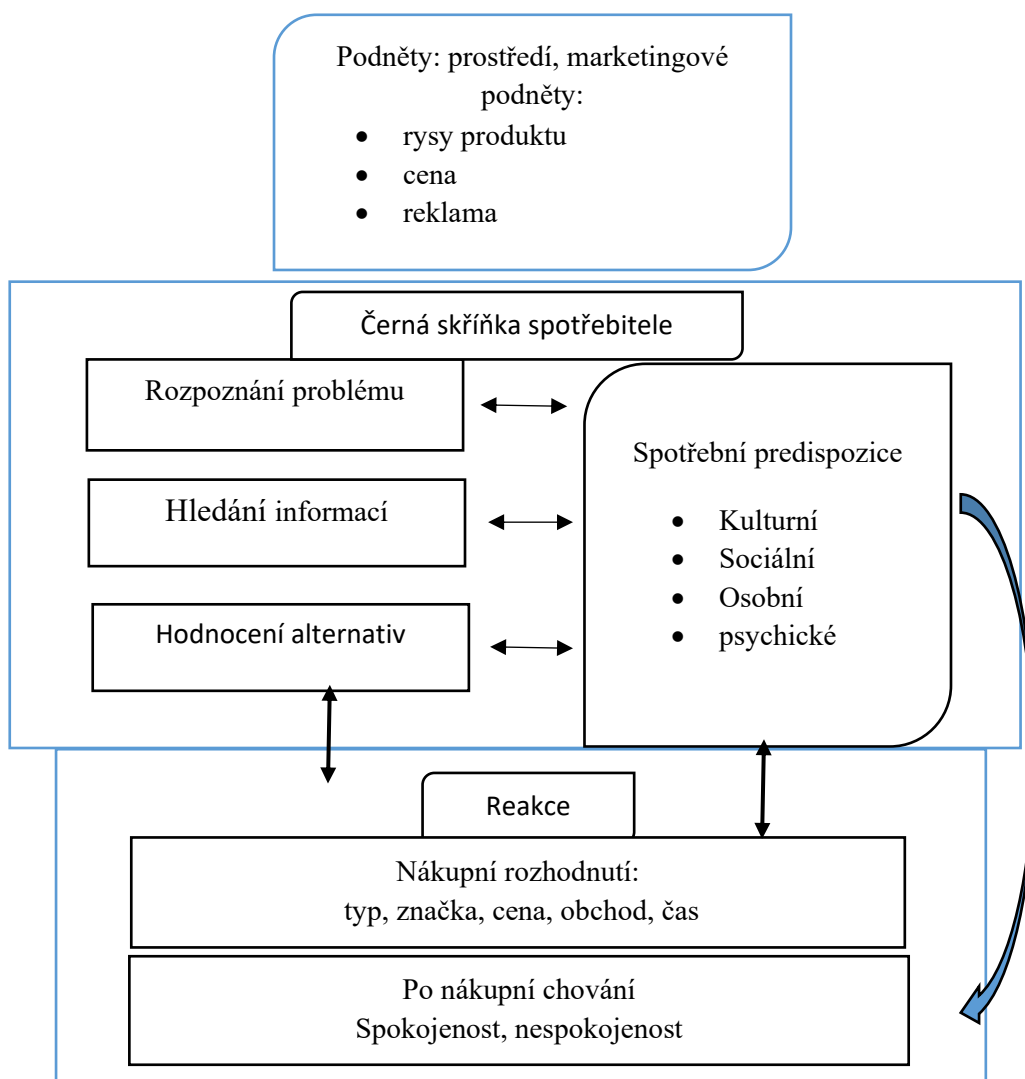 Podněty: prostředí, marketingové
podněty:
• rysy produktu
• cena
• reklama
Černá skříňka spotřebitele
Rozpoznání problému
Hledání informací
Hodnocení alternativ
Spotřební predispozice
• Kulturní
• Sociální
• Osobní
• psychické
Reakce
Nákupní rozhodnutí:
typ, značka, cena, obchod, čas
Po nákupní chování
Spokojenost, nespokojenost